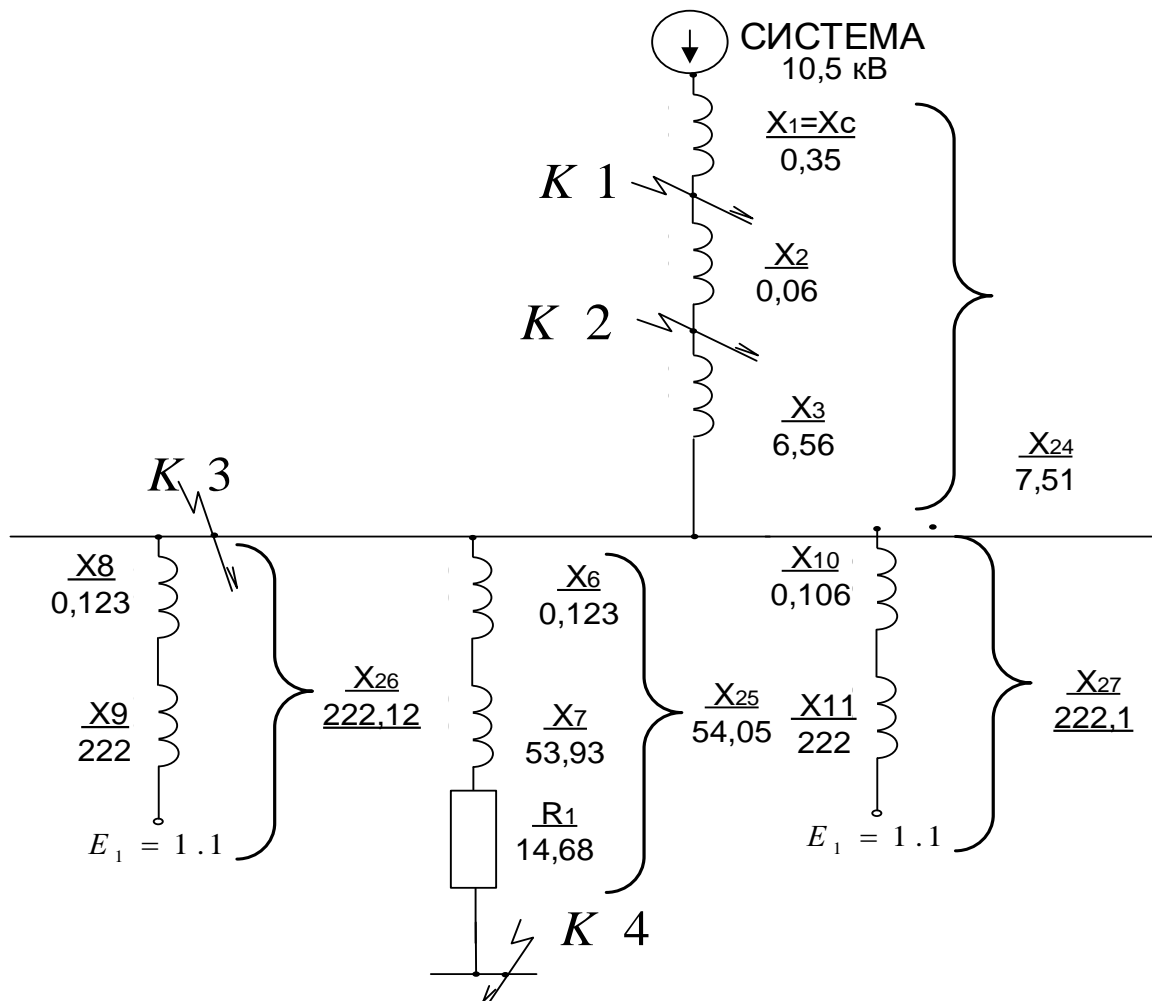 СИСТЕМА
10,5 кВ
X1=Xc
0,35
K 1
X2
0,06
K 2
X3
6,56
X24
7,51
K 3
X8
0,123
X6
0,123
X10
0,106
X26
222,12
X9
222
X7
53,93
X25
54,05
X11
222
X27
222,1
R1
14,68
E1 = 1.1
E1 = 1.1
K 4